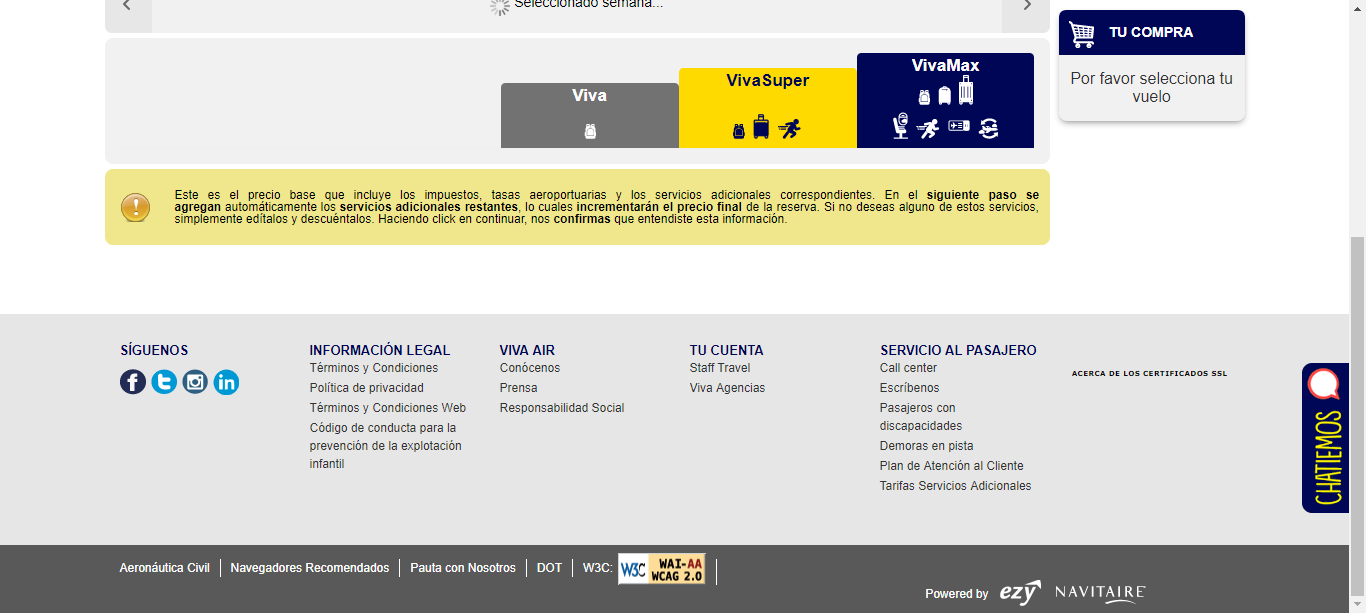 Seleccionado semana...
TU COMPRA
Por favor selecciona tu
vuelo
Viva
VivaSuper
VivaMax
Este es el precio base que incluye los impuestos, tasas aeroportuarias y los servicios adicionales correspondientes. En el siguiente paso se
agregan automáticamente los servicios adicionales restantes, lo cuales incrementarán el precio final de la reserva. Si no deseas alguno de estos servicios,
simplemente edítalos y descuéntalos. Haciendo click en continuar, nos confirmas que entendiste esta información.
SÍGUENOS
INFORMACIÓN LEGAL
Términos y Condiciones
Política de privacidad
Términos y Condiciones Web
Código de conducta para la
prevención de la explotación
infantil
VIVA AIR
Conócenos
Prensa
Responsabilidad Social
TU CUENTA
Staff Travel
Viva Agencias
SERVICIO AL PASAJERO
Call center
Escríbenos
Pasajeros con
discapacidades
Demoras en pista
Plan de Atención al Cliente
Tarifas Servicios Adicionales
ACERCA DE LOS CERTIFICADOS SSL
CHATIEMOS
Aeronáutica Civil
Navegadores Recomendados
Pauta con Nosotros
DOT
W3C:
W3C
WAI-AA
WCAG 2.0
Powered by
ezy
NAVITAIRE